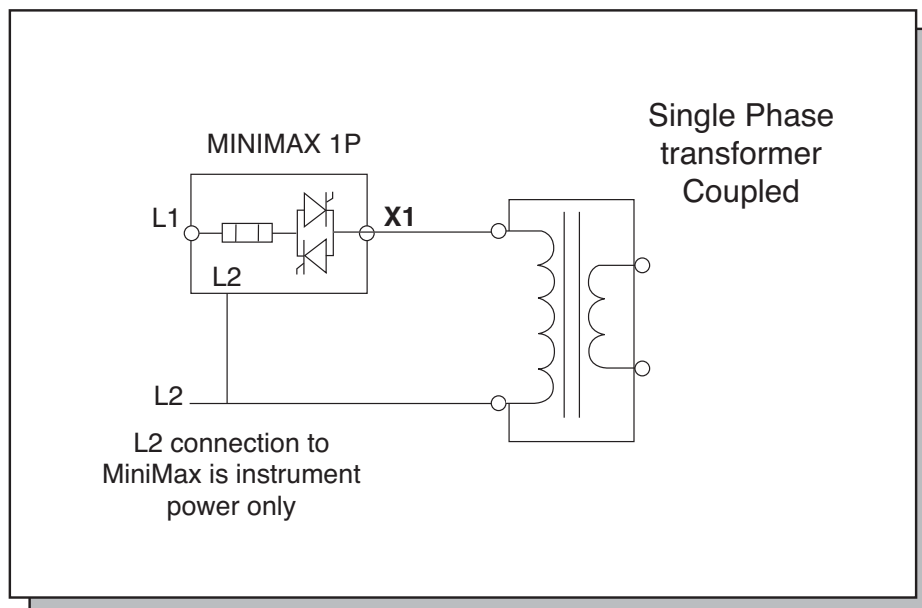 Single Phase
transformer
Coupled
MINIMAX 1P
L1
X1
L2
L2
L2 connection to
MiniMax is instrument
power only